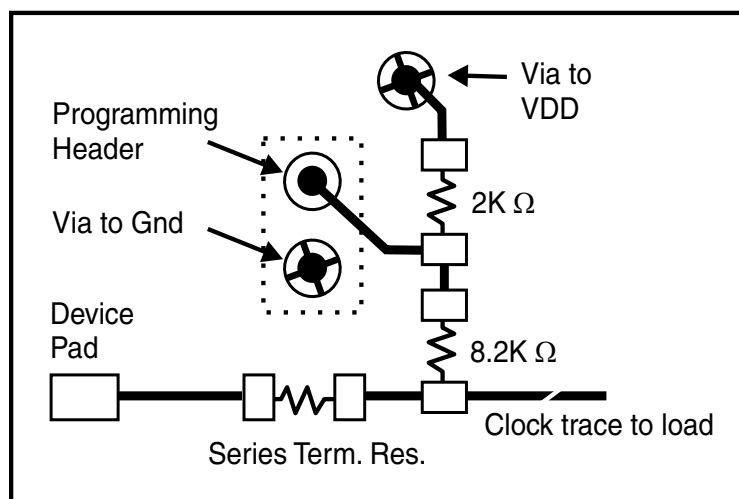 Via to
VDD
Programming
Header
2K Ω
Via to Gnd
Device
Pad
8.2K Ω
Clock trace to load
Series Term. Res.